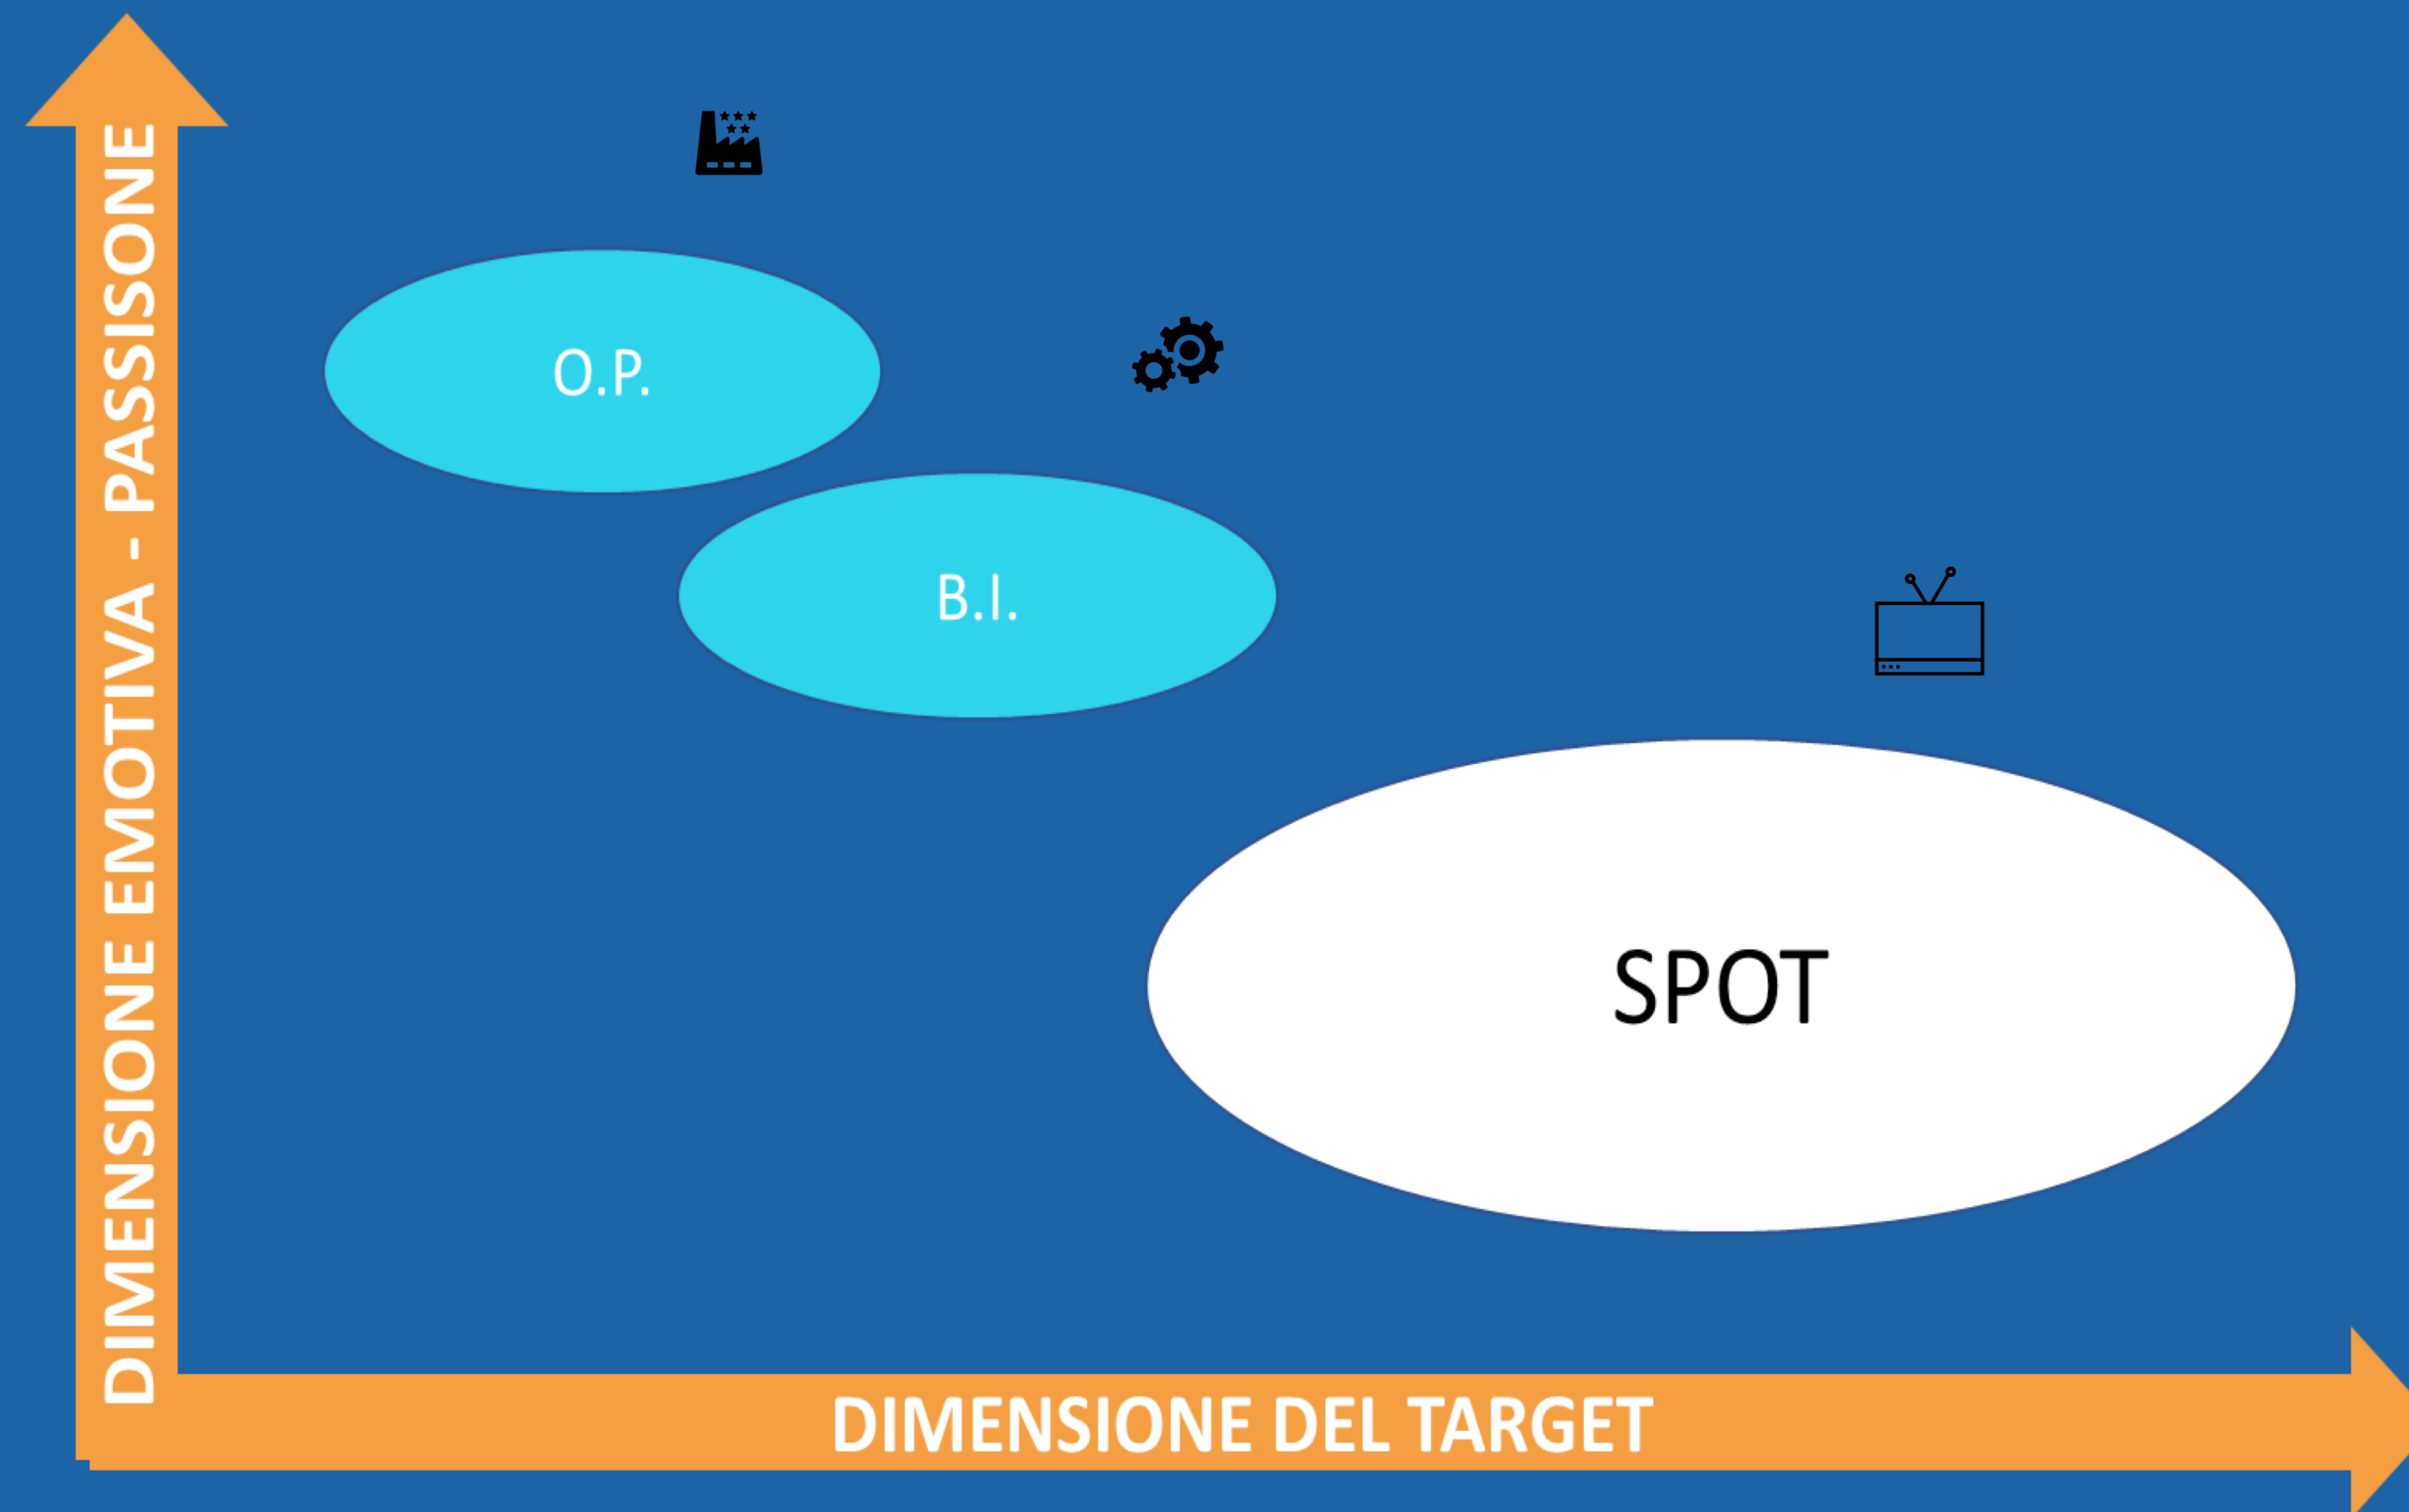 DIMENSIONE EMOTIVA - PASSISONE
O.P.
B.I.
SPOT
DIMENSIONE DEL TARGET